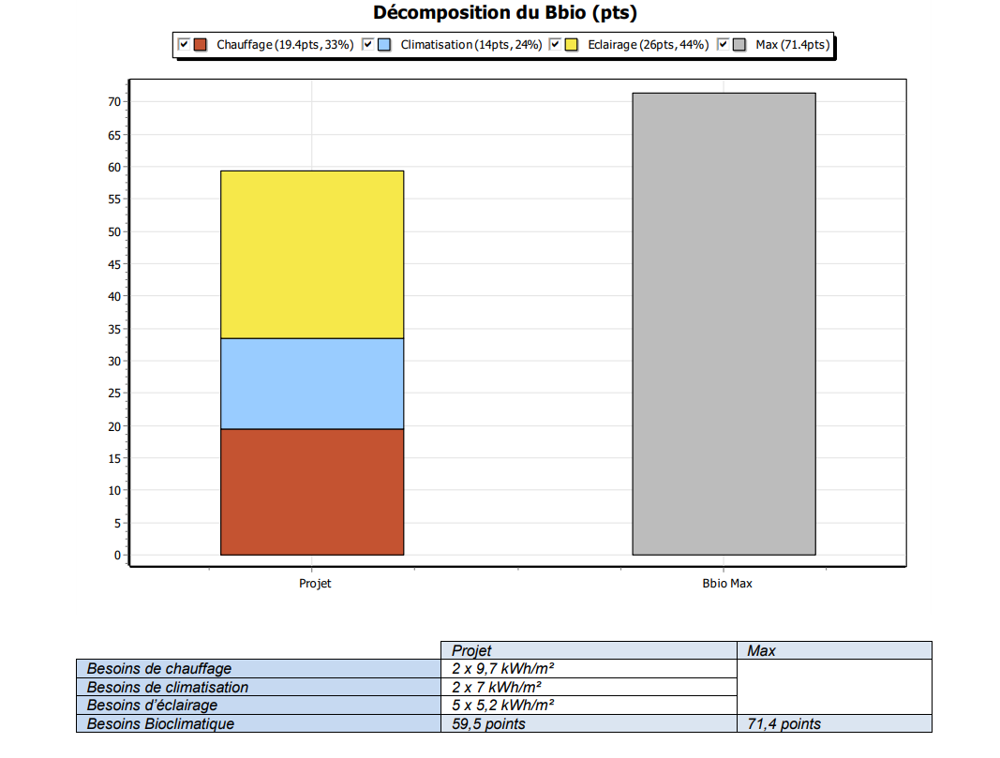 Décomposition du Bbio (pts)
Chauffage (19.4pts, 33%) Climatisation (14pts, 24%) Eclairage (26pts, 44%) Max (71.4pts)
70
65
60
55
50
45
40
35
30
25
20
15
10
5
0
Projet Bbio Max
Projet Max
Besoins de chauffage 2 x 9,7 kWh/m²
Besoins de climatisation 2 x 7 kWh/m²
Besoins d'éclairage 5 x 5,2 kWh/m²
Besoins Bioclimatique 59,5 points 71,4 points